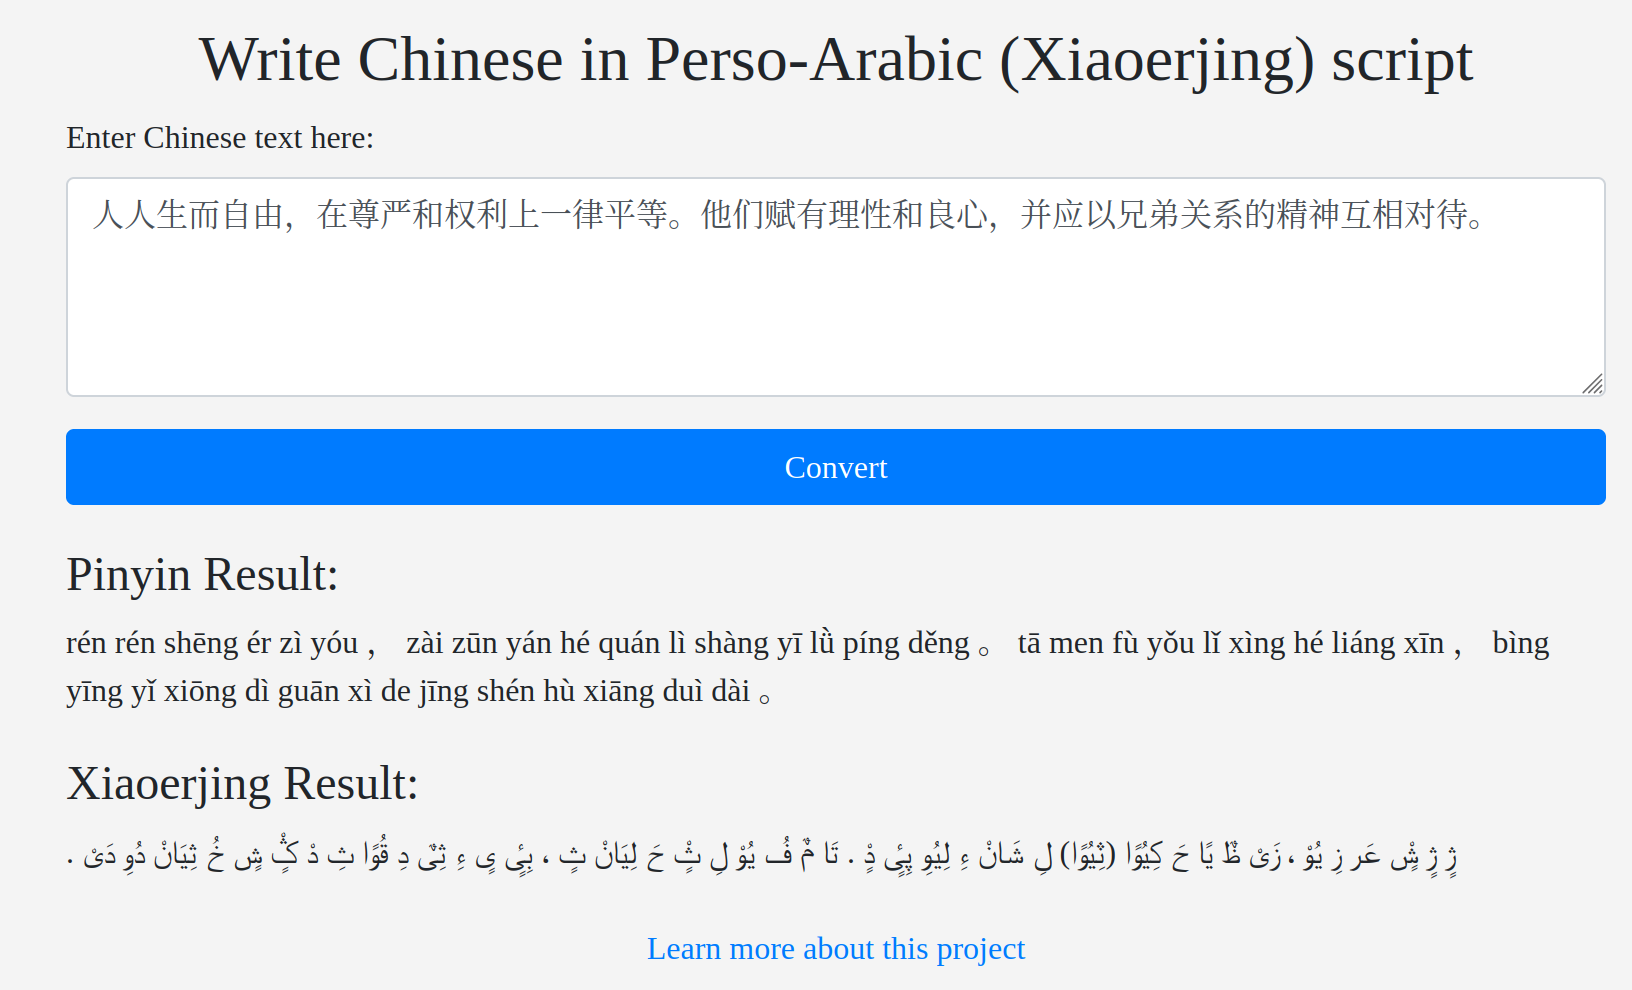 Write Chinese in Perso-Arabic (Xiaoerjing) script
Enter Chinese text here:
人人生而自由，在尊严和权利上一律平等。他们赋有理性和良心，并应以兄弟关系的精神互相对待。
Convert
Pinyin Result:
rén rén shēng ér zì yóu ， zài zūn yán hé quán lì shàng yī lǜ píng děng 。 tā men fù yǒu lǐ xìng hé liáng xīn ， bìng
yīng yǐ xiōng dì guān xì de jīng shén hù xiāng duì dài 。
Xiaoerjing Result:
ژٍ ژٍ شٍْ عَر زِ يُوْ ، زَىْ ظٌ يًا حَ كِيُوًا (ثِيُوًا) لِ شَانْ ءِ لِيُوِ پِئٍ دٍْ . تَا مٌ فُ يُوْ لِ ثٍْ حَ لِيَانْ ثٍ ، بِئٍ ىٍ ءِ ثِىٌ دِ قُوًا ثِ دْ كٍْ شٍ خُ ثِيَانْ دُوِ دَىْ .
Learn more about this project